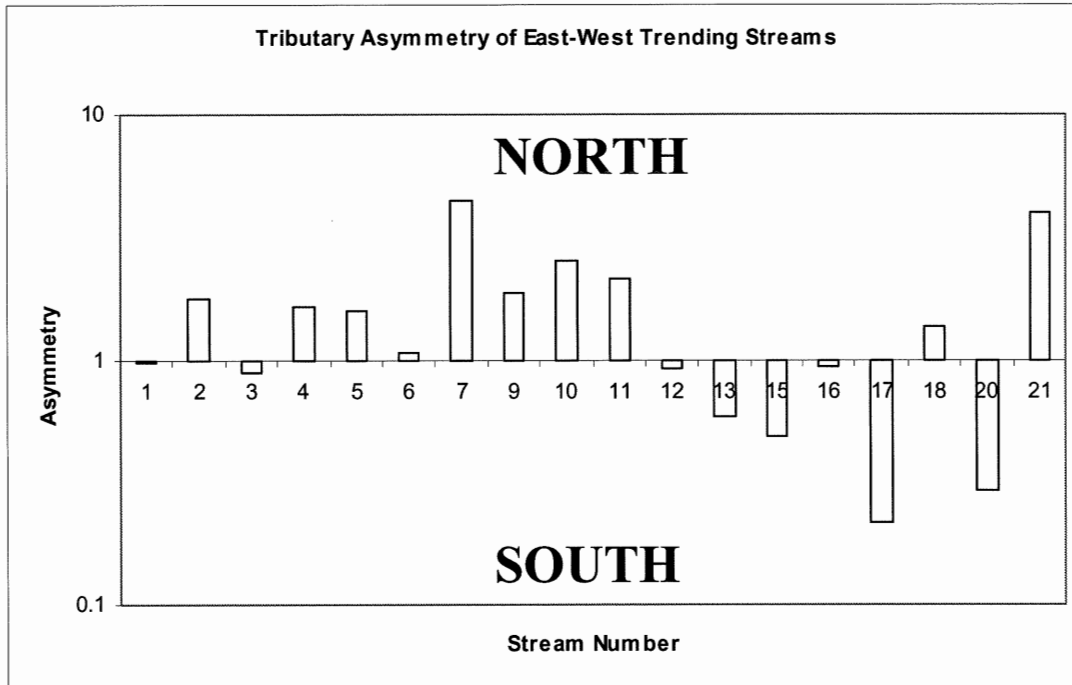 Tributary Asymmetry of East-West Trending Streams
10
NORTH
Asymmetry
1
1 2 3 4 5 6 7 9 10 11 12 13 15 16 17 18 20 21
SOUTH
0.1
Stream Number